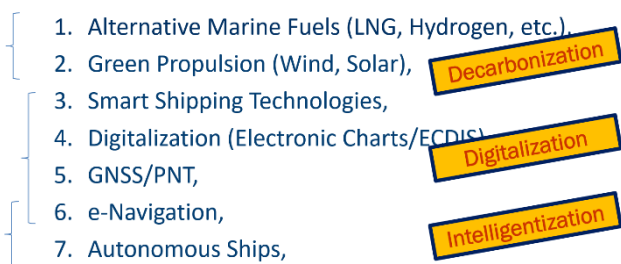 1. Alternative Marine Fuels (LNG, Hydrogen, etc.),
2. Green Propulsion (Wind, Solar),
Decarbonization
3. Smart Shipping Technologies,
4. Digitalization (Electronic Charts/ECDIS)
Digitalization
5. GNSS/PNT,
6. e-Navigation,
Intelligentization
7. Autonomous Ships,